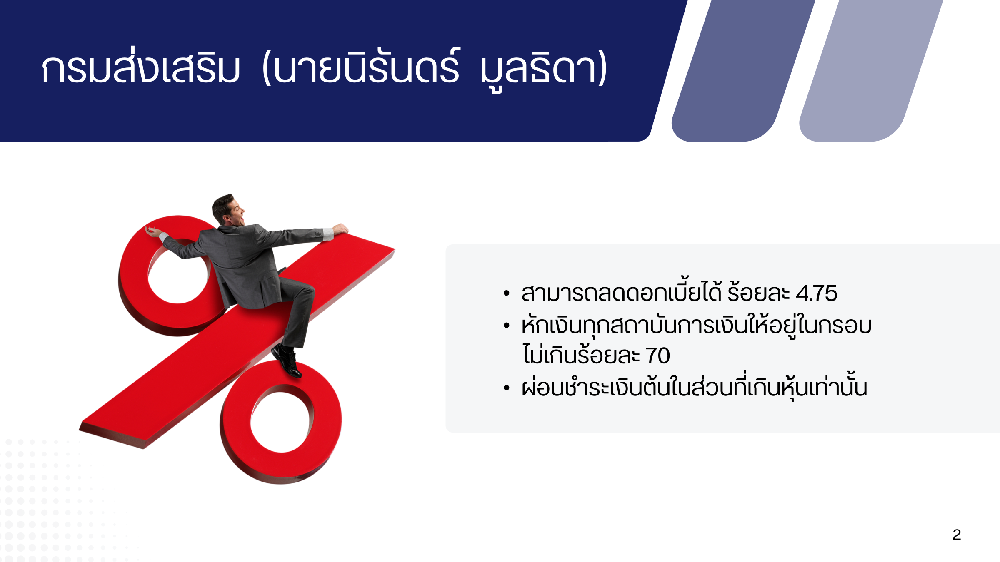 กรมส่งเสริม (นายนิรันดร์ มูลธิดา)
• สามารถลดดอกเบี้ยได้ ร้อยละ 4.75
• หักเงินทุกสถาบันการเงินให้อยู่ในกรอบ
ไม่เกินร้อยละ 70
• ผ่อนชำระเงินต้นในส่วนที่เกินหุ้นเท่านั้น
2